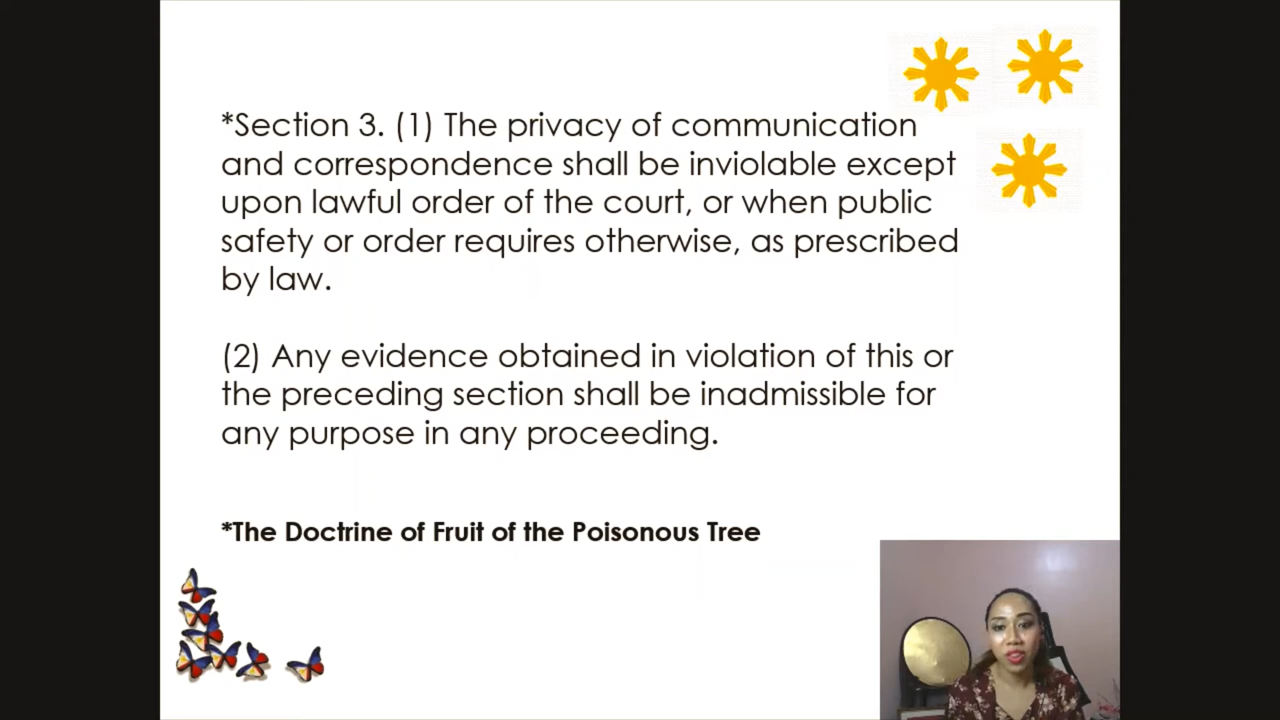 *Section 3. (1) The privacy of communication
and correspondence shall be inviolable except
upon lawful order of the court, or when public
safety or order requires otherwise, as prescribed
by law.
(2) Any evidence obtained in violation of this or
the preceding section shall be inadmissible for
any purpose in any proceeding.
*The Doctrine of Fruit of the Poisonous Tree